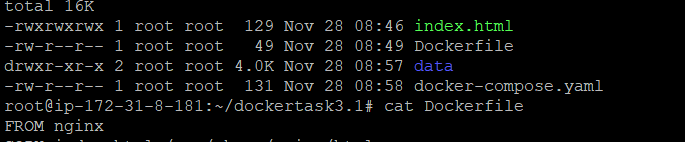 total 16K
-rwxrwxrwx 1 root root  129 Nov 28 08:46 index.html
-rw-r--r-- 1 root root   49 Nov 28 08:49 Dockerfile
drwxr-xr-x 2 root root 4.0K Nov 28 08:57 data
-rw-r--r-- 1 root root  131 Nov 28 08:58 docker-compose.yaml
root@ip-172-31-8-181:~/dockertask3.1# cat Dockerfile
FROM nginx